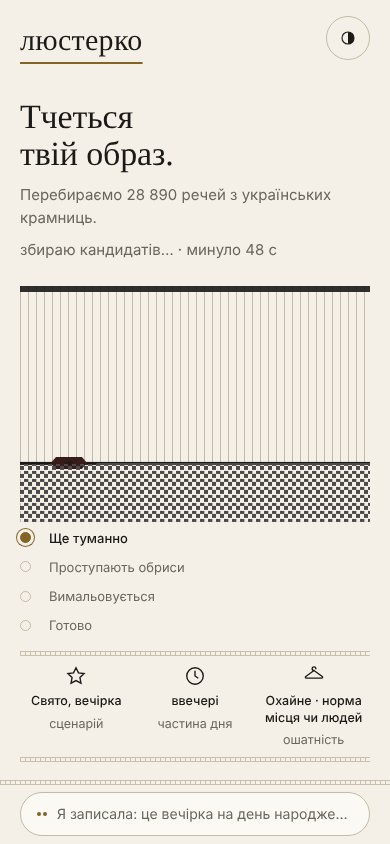 люстерко
Тчеться
твій образ.
Перебираємо 28 890 речей з українських
крамниць.
збираю кандидатів... · минуло 48 с
Ще туманно
Проступають обриси
Вимальовується
Готово
Свято, вечірка
сценарій
ввечері
частина дня
Охайне · норма
місця чи людей
ошатність
Я записала: це вечірка на день народже...